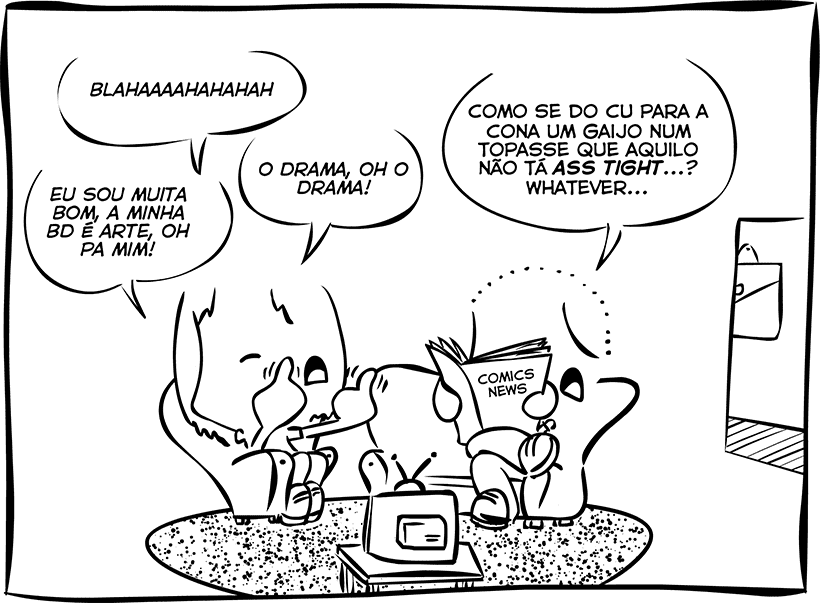 BLAHAAAAHAHAHAH
EU SOU MUITA
BOM, A MINHA
BD É ARTE, OH
PA MIM!
O DRAMA, OH O
DRAMA!
COMO SE DO CU PARA A
CONA UM GAIJO NUM
TOPASSE QUE AQUILO
NÃO TÁ ASS TIGHT...?
WHATEVER...
COMICS
NEWS